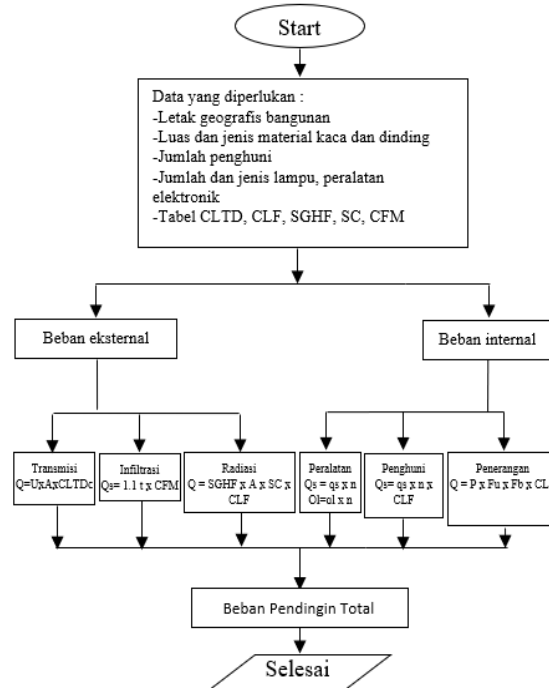 Start
Data yang diperlukan :
-Letak geografis bangunan
-Luas dan jenis material kaca dan dinding
-Jumlah penghuni
-Jumlah dan jenis lampu, peralatan
elektronik
-Tabel CLTD, CLF, SGHF, SC, CFM
Beban eksternal
Beban internal
Transmisi
Q=UxAxCLTDc
Infiltrasi
Qs= 1.1 t x CFM
Radiasi
Q = SGHF x A x SC x
CLF
Peralatan
Qs = qs x n
Ol=ol x n
Penghuni
Qs= qs x n x
CLF
Penerangan
Q = P x Fu x Fb x CL
Beban Pendingin Total
Selesai